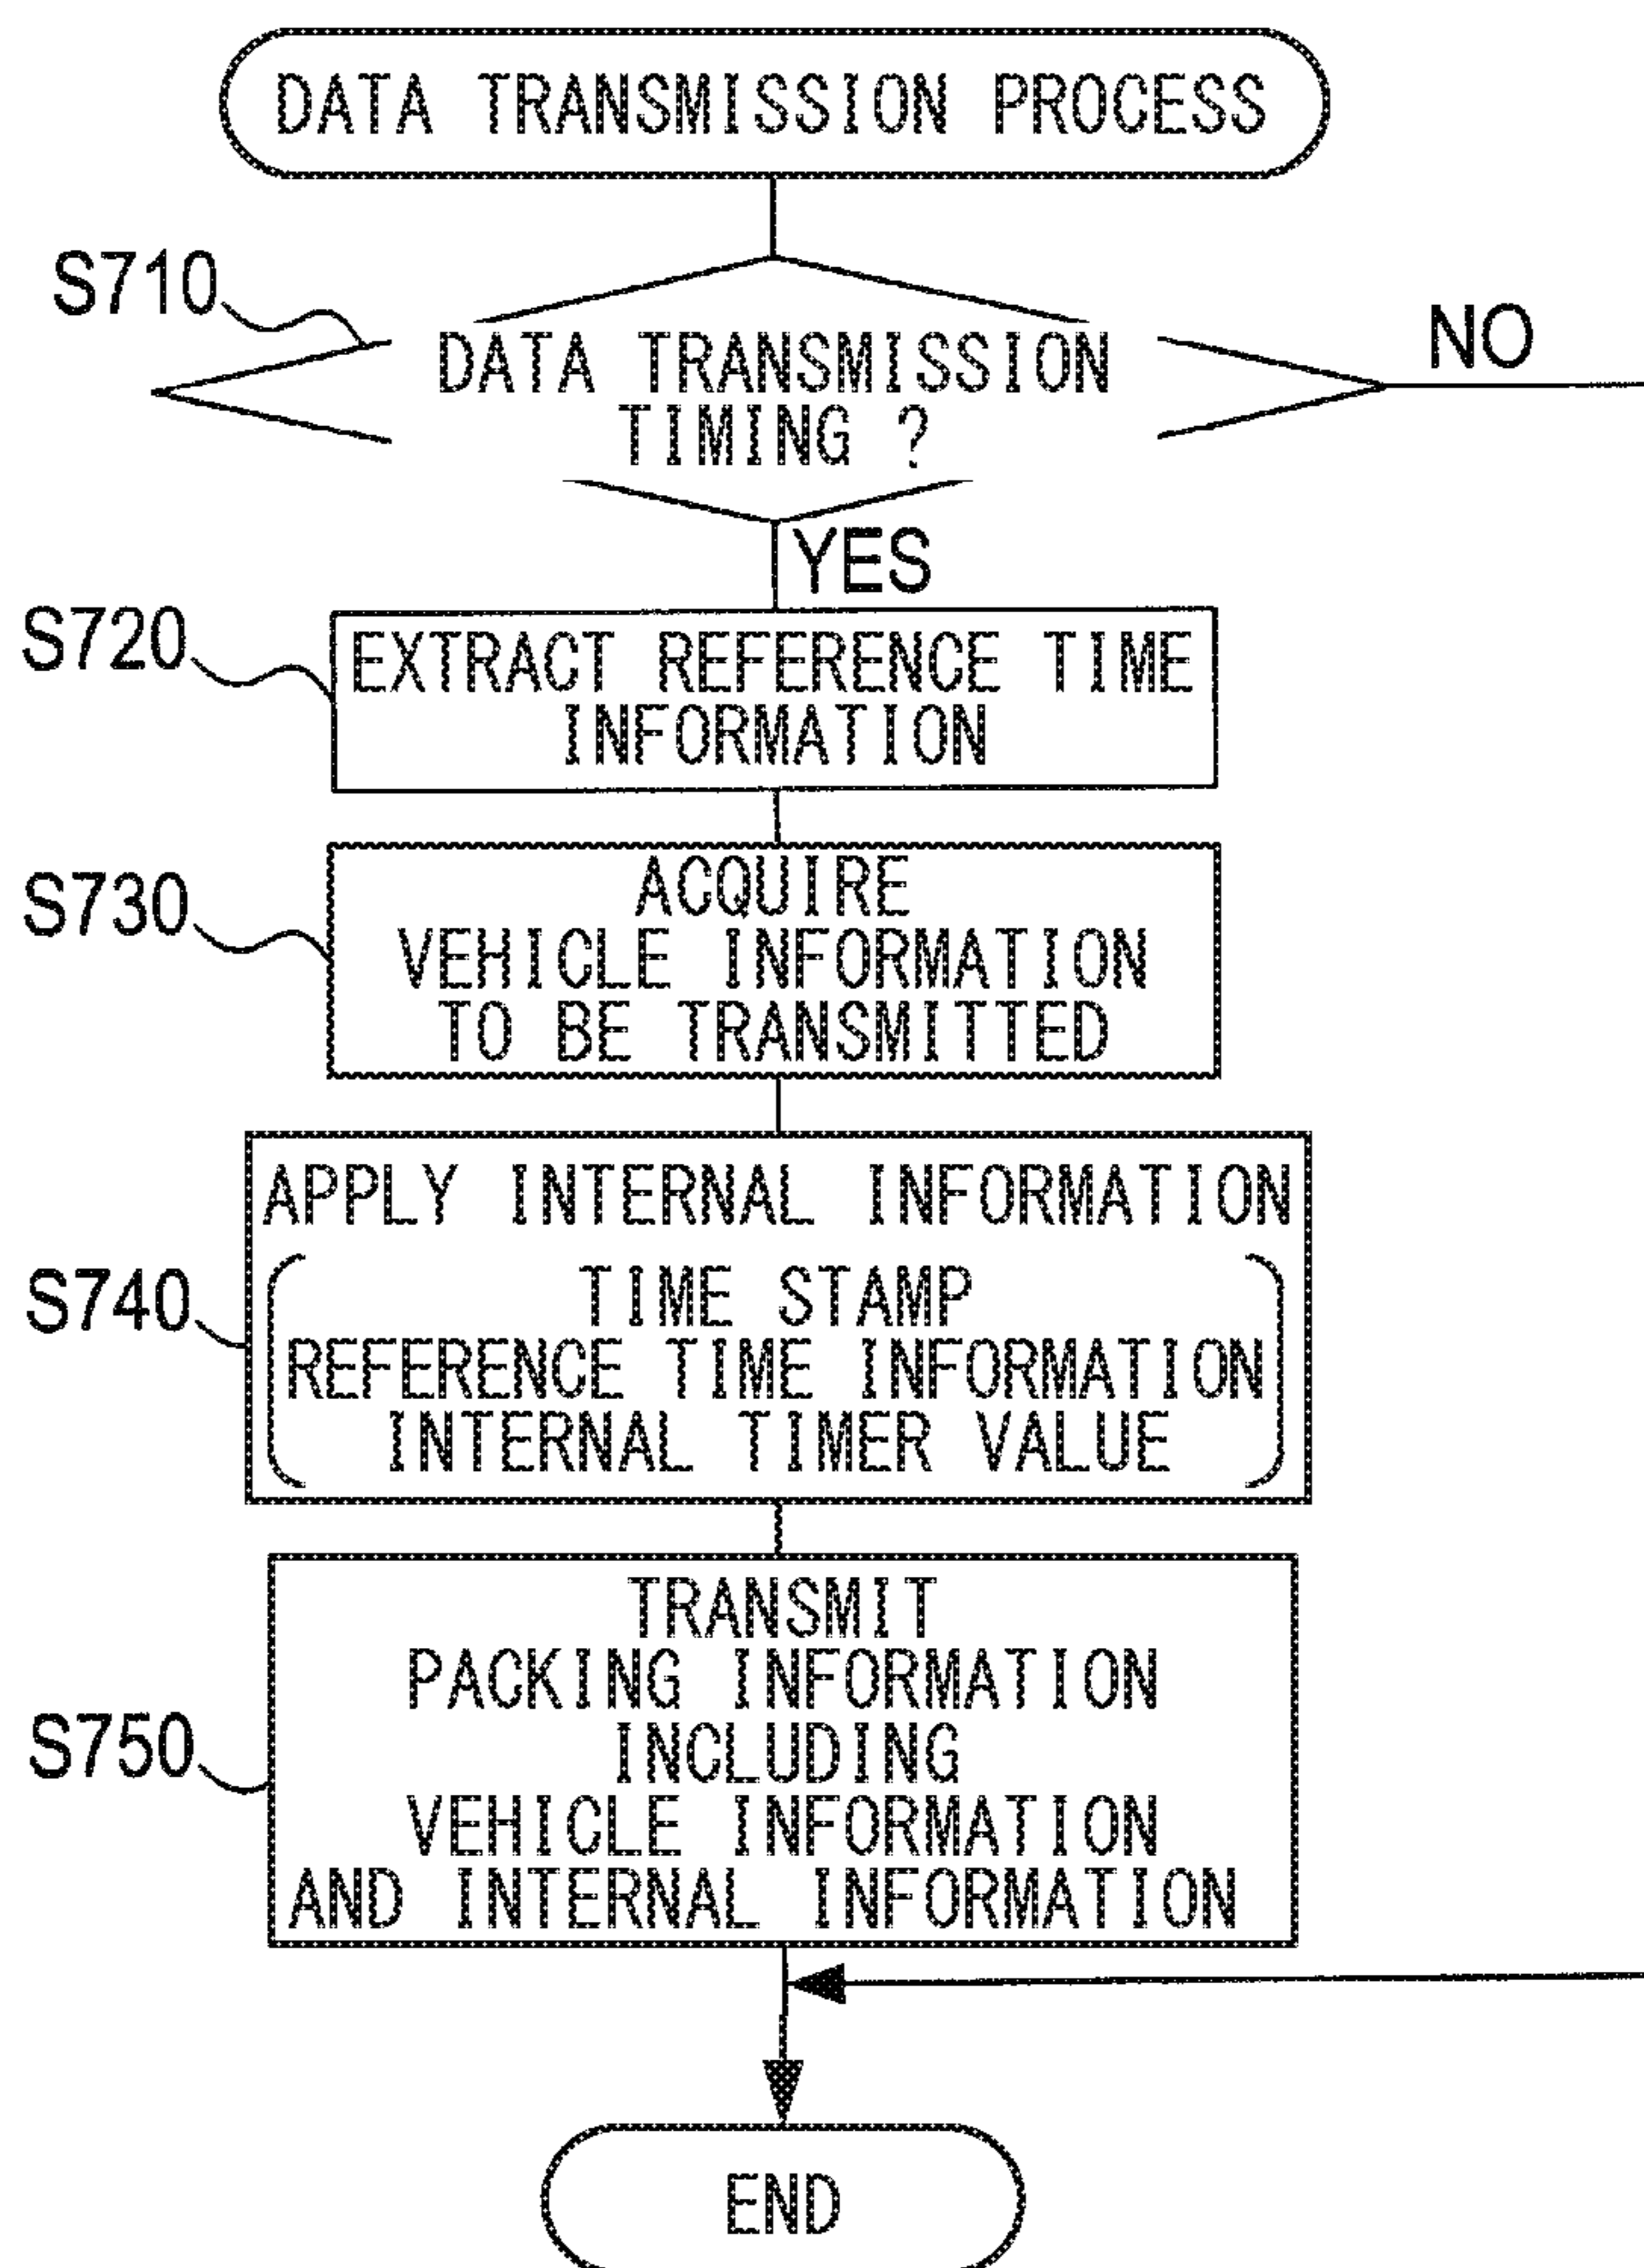 DATA TRANSMISSION PROCESS
S710
DATA TRANSMISSION
TIMING ?
NO
YES
S720
EXTRACT REFERENCE TIME
INFORMATION
S730
ACQUIRE
VEHICLE INFORMATION
TO BE TRANSMITTED
S740
APPLY INTERNAL INFORMATION
TIME STAMP
REFERENCE TIME INFORMATION
INTERNAL TIMER VALUE
S750
TRANSMIT
PACKING INFORMATION
INCLUDING
VEHICLE INFORMATION
AND INTERNAL INFORMATION
END